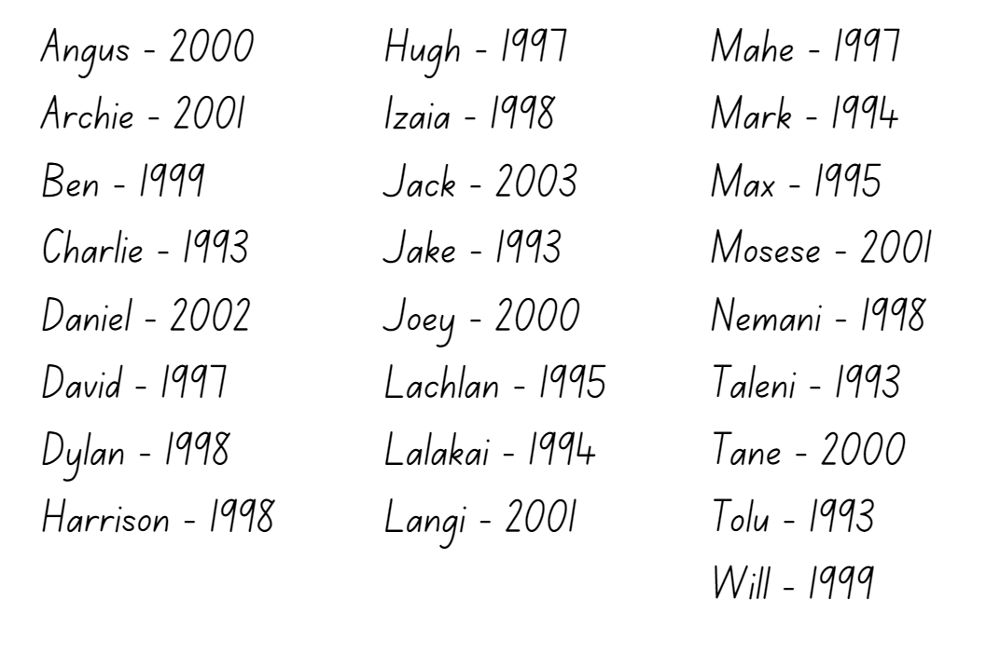 Angus - 2000
Archie - 2001
Ben - 1999
Charlie - 1993
Daniel - 2002
David - 1997
Dylan - 1998
Harrison - 1998
Hugh - 1997
Izaia - 1998
Jack - 2003
Jake - 1993
Joey - 2000
Lachlan - 1995
Lalakai - 1994
Langi - 2001
Mahe - 1997
Mark - 1994
Max - 1995
Mosese - 2001
Nemani - 1998
Taleni - 1993
Tane - 2000
Tolu - 1993
Will - 1999